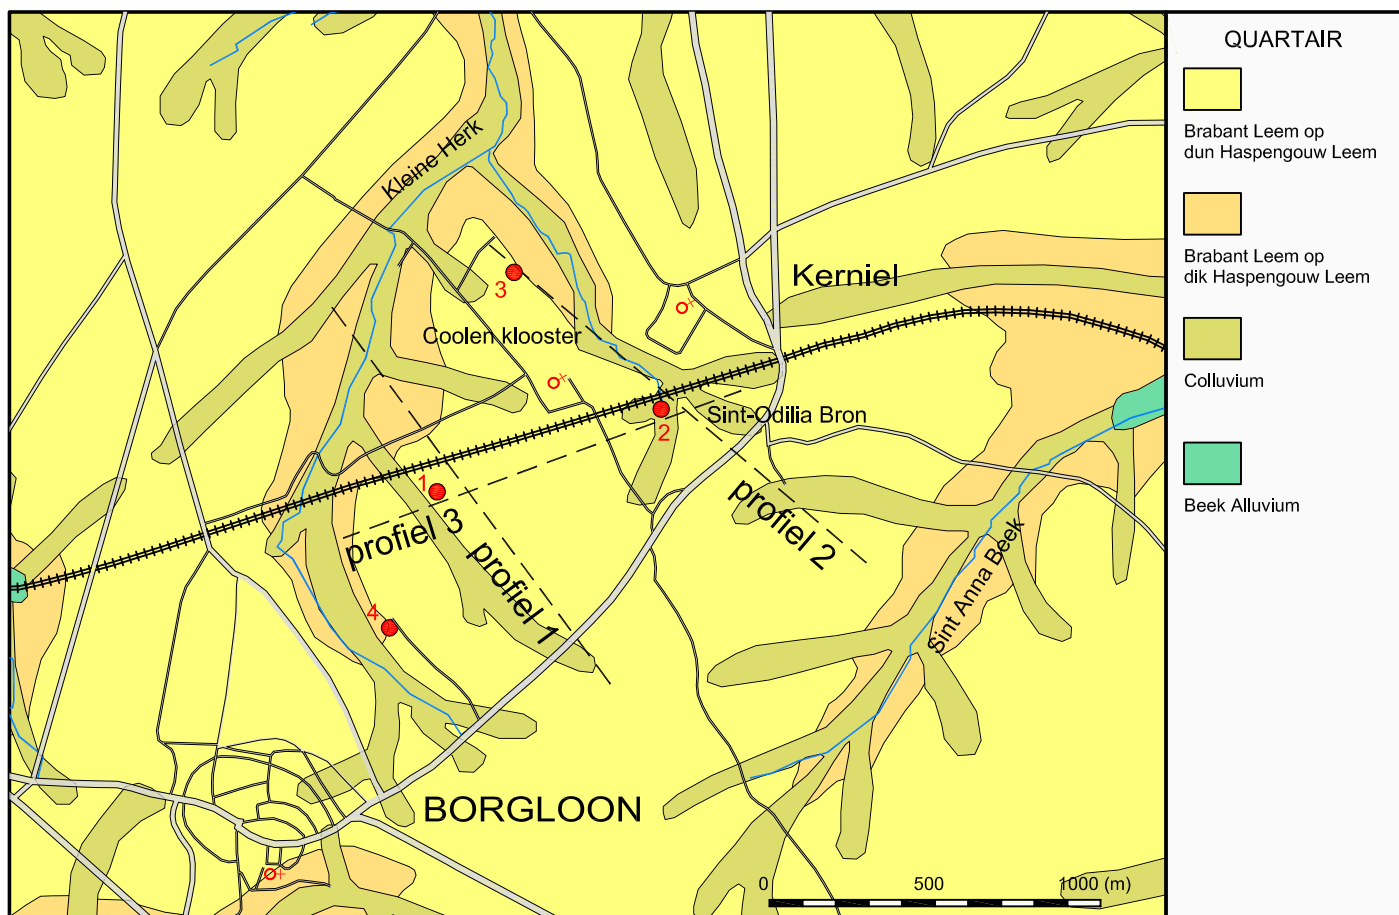 QUARTAIR
Brabant Leem op
dun Haspengouw Leem
Brabant Leem op
dik Haspengouw Leem
Colluvium
Beek Alluvium
Kleine Herk
Kerniel
3
Coolen klooster
Sint-Odilia Bron
2
1
profiel 3
profiel 2
profiel 1
Sint Anna Beek
4
BORGLOON
0 500 1000 (m)